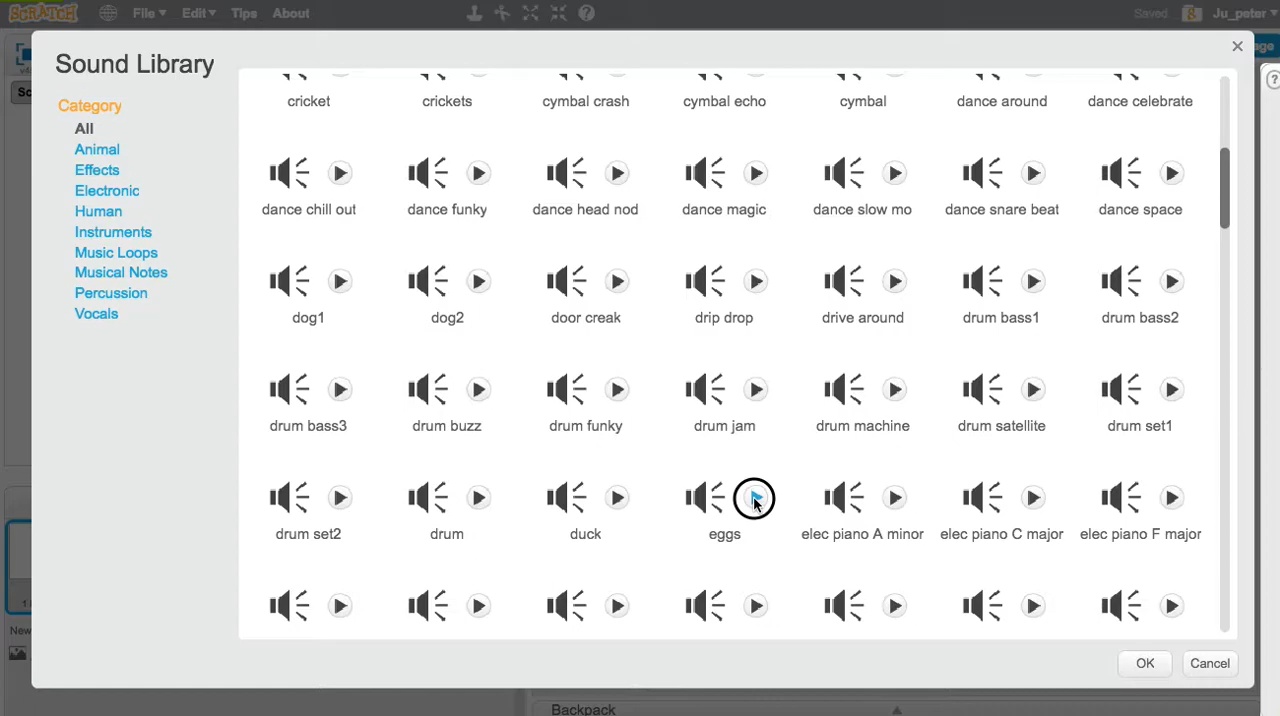 SCRATCH File Edit Tips About Saved Ju_peter
Sound Library
Category
All
Animal
Effects
Electronic
Human
Instruments
Music Loops
Musical Notes
Percussion
Vocals
cricket crickets cymbal crash cymbal echo cymbal dance around dance celebrate
dance chill out dance funky dance head nod dance magic dance slow mo dance snare beat dance space
dog1 dog2 door creak drip drop drive around drum bass1 drum bass2
drum bass3 drum buzz drum funky drum jam drum machine drum satellite drum set1
drum set2 drum duck eggs elec piano A minor elec piano C major elec piano F major
OK Cancel
New
Backpack